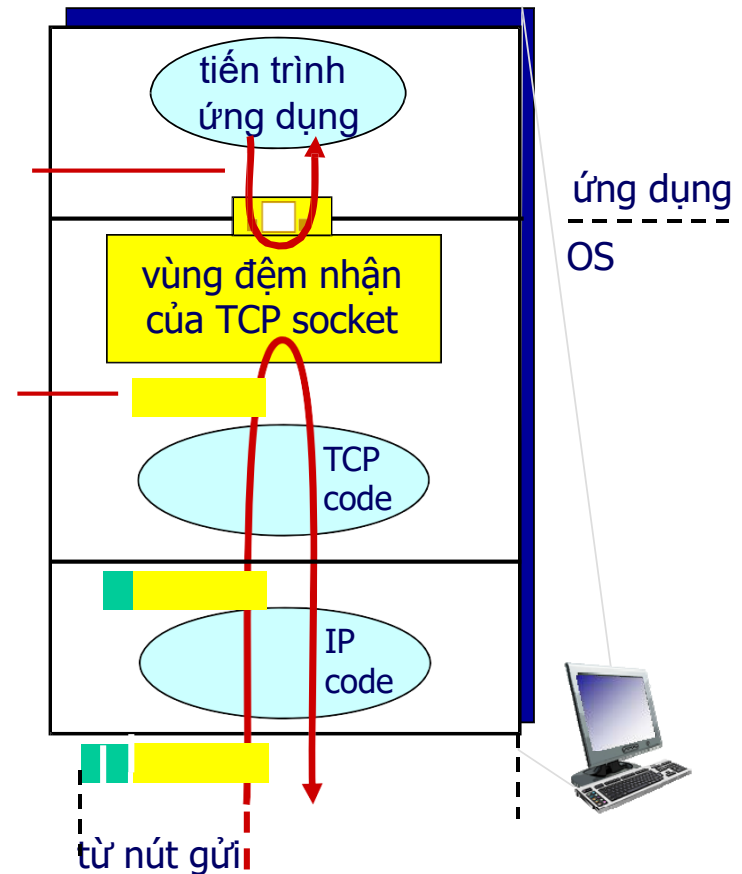 tiến trình
ứng dụng
ứng dụng
OS
vùng đệm nhận
của TCP socket
TCP
code
IP
code
từ nút gửi